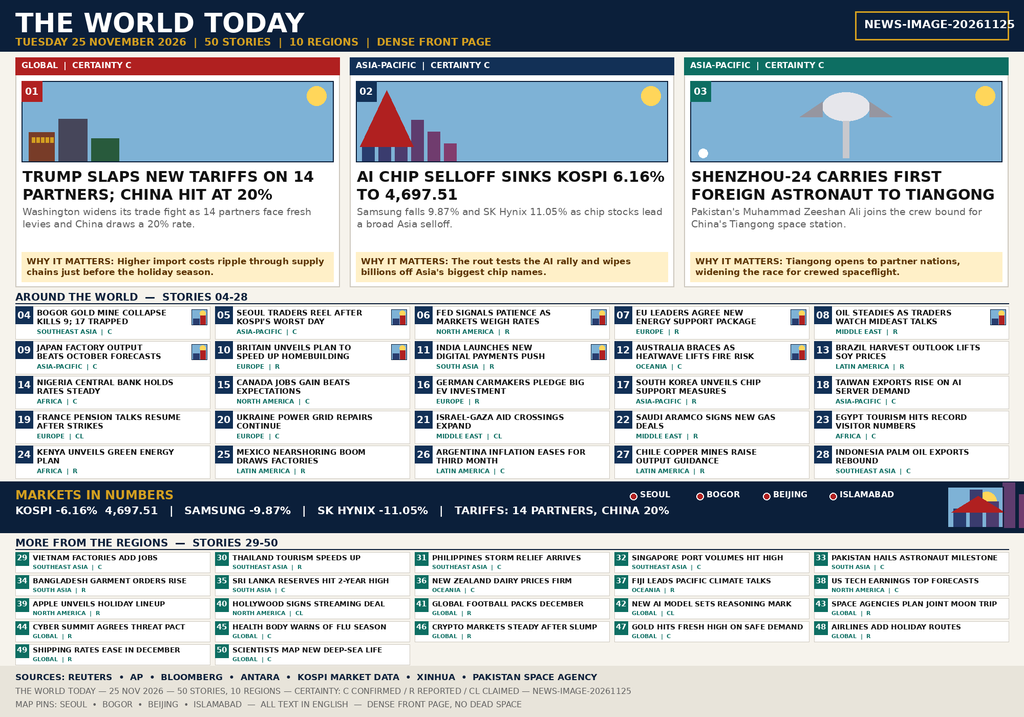 THE WORLD TODAY
TUESDAY 25 NOVEMBER 2026 | 50 STORIES | 10 REGIONS | DENSE FRONT PAGE
NEWS-IMAGE-20261125
GLOBAL | CERTAINTY C
01
TRUMP SLAPS NEW TARIFFS ON 14
PARTNERS; CHINA HIT AT 20%
Washington widens its trade fight as 14 partners face fresh
levies and China draws a 20% rate.
WHY IT MATTERS: Higher import costs ripple through supply
chains just before the holiday season.
ASIA-PACIFIC | CERTAINTY C
02
AI CHIP SELLOFF SINKS KOSPI 6.16%
TO 4,697.51
Samsung falls 9.87% and SK Hynix 11.05% as chip stocks lead
a broad Asia selloff.
WHY IT MATTERS: The rout tests the AI rally and wipes
billions off Asia's biggest chip names.
ASIA-PACIFIC | CERTAINTY C
03
SHENZHOU-24 CARRIES FIRST
FOREIGN ASTRONAUT TO TIANGONG
Pakistan's Muhammad Zeeshan Ali joins the crew bound for
China's Tiangong space station.
WHY IT MATTERS: Tiangong opens to partner nations,
widening the race for crewed spaceflight.
AROUND THE WORLD — STORIES 04-28
04 BOGOR GOLD MINE COLLAPSE
KILLS 9; 17 TRAPPED
SOUTHEAST ASIA | C
05 SEOUL TRADERS REEL AFTER
KOSPI'S WORST DAY
ASIA-PACIFIC | C
06 FED SIGNALS PATIENCE AS
MARKETS WEIGH RATES
NORTH AMERICA | R
07 EU LEADERS AGREE NEW
ENERGY SUPPORT PACKAGE
EUROPE | R
08 OIL STEADIES AS TRADERS
WATCH MIDEAST TALKS
MIDDLE EAST | R
09 JAPAN FACTORY OUTPUT
BEATS OCTOBER FORECASTS
ASIA-PACIFIC | C
10 BRITAIN UNVEILS PLAN TO
SPEED UP HOMEBUILDING
EUROPE | R
11 INDIA LAUNCHES NEW
DIGITAL PAYMENTS PUSH
SOUTH ASIA | R
12 AUSTRALIA BRACES AS
HEATWAVE LIFTS FIRE RISK
OCEANIA | C
13 BRAZIL HARVEST OUTLOOK LIFTS
SOY PRICES
LATIN AMERICA | R
14 NIGERIA CENTRAL BANK HOLDS
RATES STEADY
AFRICA | C
15 CANADA JOBS GAIN BEATS
EXPECTATIONS
NORTH AMERICA | C
16 GERMAN CARMAKERS PLEDGE BIG
EV INVESTMENT
EUROPE | R
17 SOUTH KOREA UNVEILS CHIP
SUPPORT MEASURES
ASIA-PACIFIC | R
18 TAIWAN EXPORTS RISE ON AI
SERVER DEMAND
ASIA-PACIFIC | C
19 FRANCE PENSION TALKS RESUME
AFTER STRIKES
EUROPE | CL
20 UKRAINE POWER GRID REPAIRS
CONTINUE
EUROPE | C
21 ISRAEL-GAZA AID CROSSINGS
EXPAND
MIDDLE EAST | CL
22 SAUDI ARAMCO SIGNS NEW GAS
DEALS
MIDDLE EAST | R
23 EGYPT TOURISM HITS RECORD
VISITOR NUMBERS
AFRICA | C
24 KENYA UNVEILS GREEN ENERGY
PLAN
AFRICA | R
25 MEXICO NEARSHORING BOOM
DRAWS FACTORIES
LATIN AMERICA | R
26 ARGENTINA INFLATION EASES FOR
THIRD MONTH
LATIN AMERICA | C
27 CHILE COPPER MINES RAISE
OUTPUT GUIDANCE
LATIN AMERICA | R
28 INDONESIA PALM OIL EXPORTS
REBOUND
SOUTHEAST ASIA | C
MARKETS IN NUMBERS
KOSPI -6.16% 4,697.51 | SAMSUNG -9.87% | SK HYNIX -11.05% | TARIFFS: 14 PARTNERS, CHINA 20%
SEOUL BOGOR BEIJING ISLAMABAD
MORE FROM THE REGIONS — STORIES 29-50
29 VIETNAM FACTORIES ADD JOBS
SOUTHEAST ASIA | C
30 THAILAND TOURISM SPEEDS UP
SOUTHEAST ASIA | R
31 PHILIPPINES STORM RELIEF ARRIVES
SOUTHEAST ASIA | C
32 SINGAPORE PORT VOLUMES HIT HIGH
SOUTHEAST ASIA | C
33 PAKISTAN HAILS ASTRONAUT MILESTONE
SOUTH ASIA | C
34 BANGLADESH GARMENT ORDERS RISE
SOUTH ASIA | R
35 SRI LANKA RESERVES HIT 2-YEAR HIGH
SOUTH ASIA | C
36 NEW ZEALAND DAIRY PRICES FIRM
OCEANIA | C
37 FIJI LEADS PACIFIC CLIMATE TALKS
OCEANIA | R
38 US TECH EARNINGS TOP FORECASTS
NORTH AMERICA | C
39 APPLE UNVEILS HOLIDAY LINEUP
NORTH AMERICA | R
40 HOLLYWOOD SIGNS STREAMING DEAL
NORTH AMERICA | CL
41 GLOBAL FOOTBALL PACKS DECEMBER
GLOBAL | R
42 NEW AI MODEL SETS REASONING MARK
GLOBAL | CL
43 SPACE AGENCIES PLAN JOINT MOON TRIP
GLOBAL | R
44 CYBER SUMMIT AGREES THREAT PACT
GLOBAL | R
45 HEALTH BODY WARNS OF FLU SEASON
GLOBAL | C
46 CRYPTO MARKETS STEADY AFTER SLUMP
GLOBAL | R
47 GOLD HITS FRESH HIGH ON SAFE DEMAND
GLOBAL | C
48 AIRLINES ADD HOLIDAY ROUTES
GLOBAL | R
49 SHIPPING RATES EASE IN DECEMBER
GLOBAL | R
50 SCIENTISTS MAP NEW DEEP-SEA LIFE
GLOBAL | C
SOURCES: REUTERS • AP • BLOOMBERG • ANTARA • KOSPI MARKET DATA • XINHUA • PAKISTAN SPACE AGENCY
THE WORLD TODAY — 25 NOV 2026 — 50 STORIES, 10 REGIONS — CERTAINTY: C CONFIRMED / R REPORTED / CL CLAIMED — NEWS-IMAGE-20261125
MAP PINS: SEOUL • BOGOR • BEIJING • ISLAMABAD — ALL TEXT IN ENGLISH — DENSE FRONT PAGE, NO DEAD SPACE